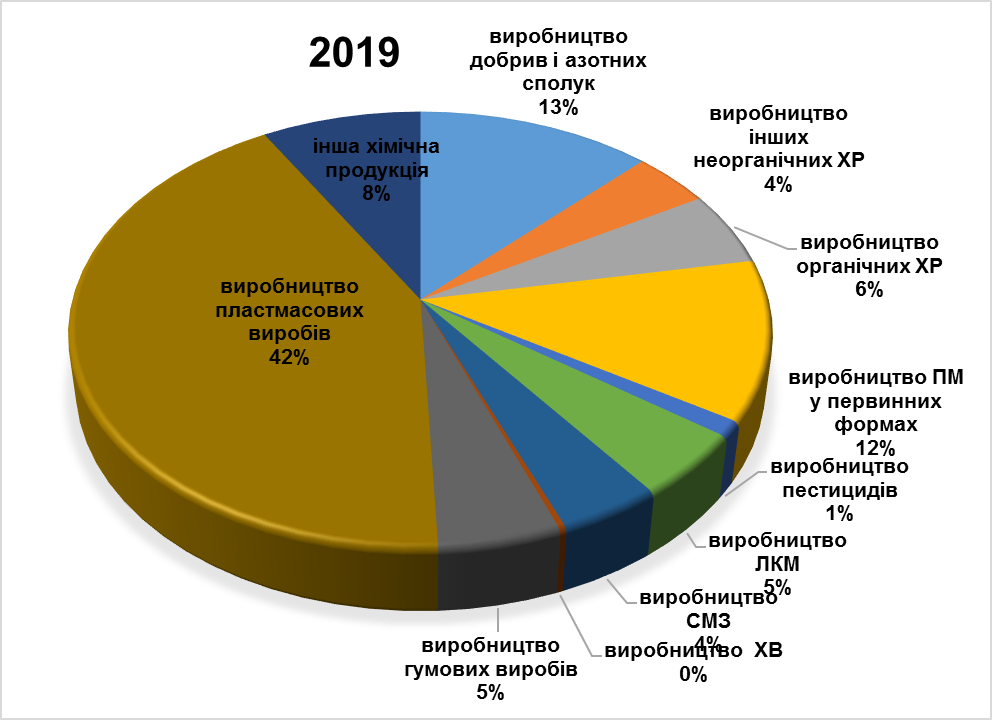 2019
виробництво
добрив і азотних
сполук
13%
виробництво
інших
неорганічних ХР
4%
виробництво
органічних ХР
6%
виробництво ПМ
у первинних
формах
12%
виробництво
пестицидів
1%
виробництво
ЛКМ
5%
виробництво
СМЗ
4%
виробництво  ХВ
0%
виробництво
гумових виробів
5%
виробництво
пластмасових
виробів
42%
інша хімічна
продукція
8%